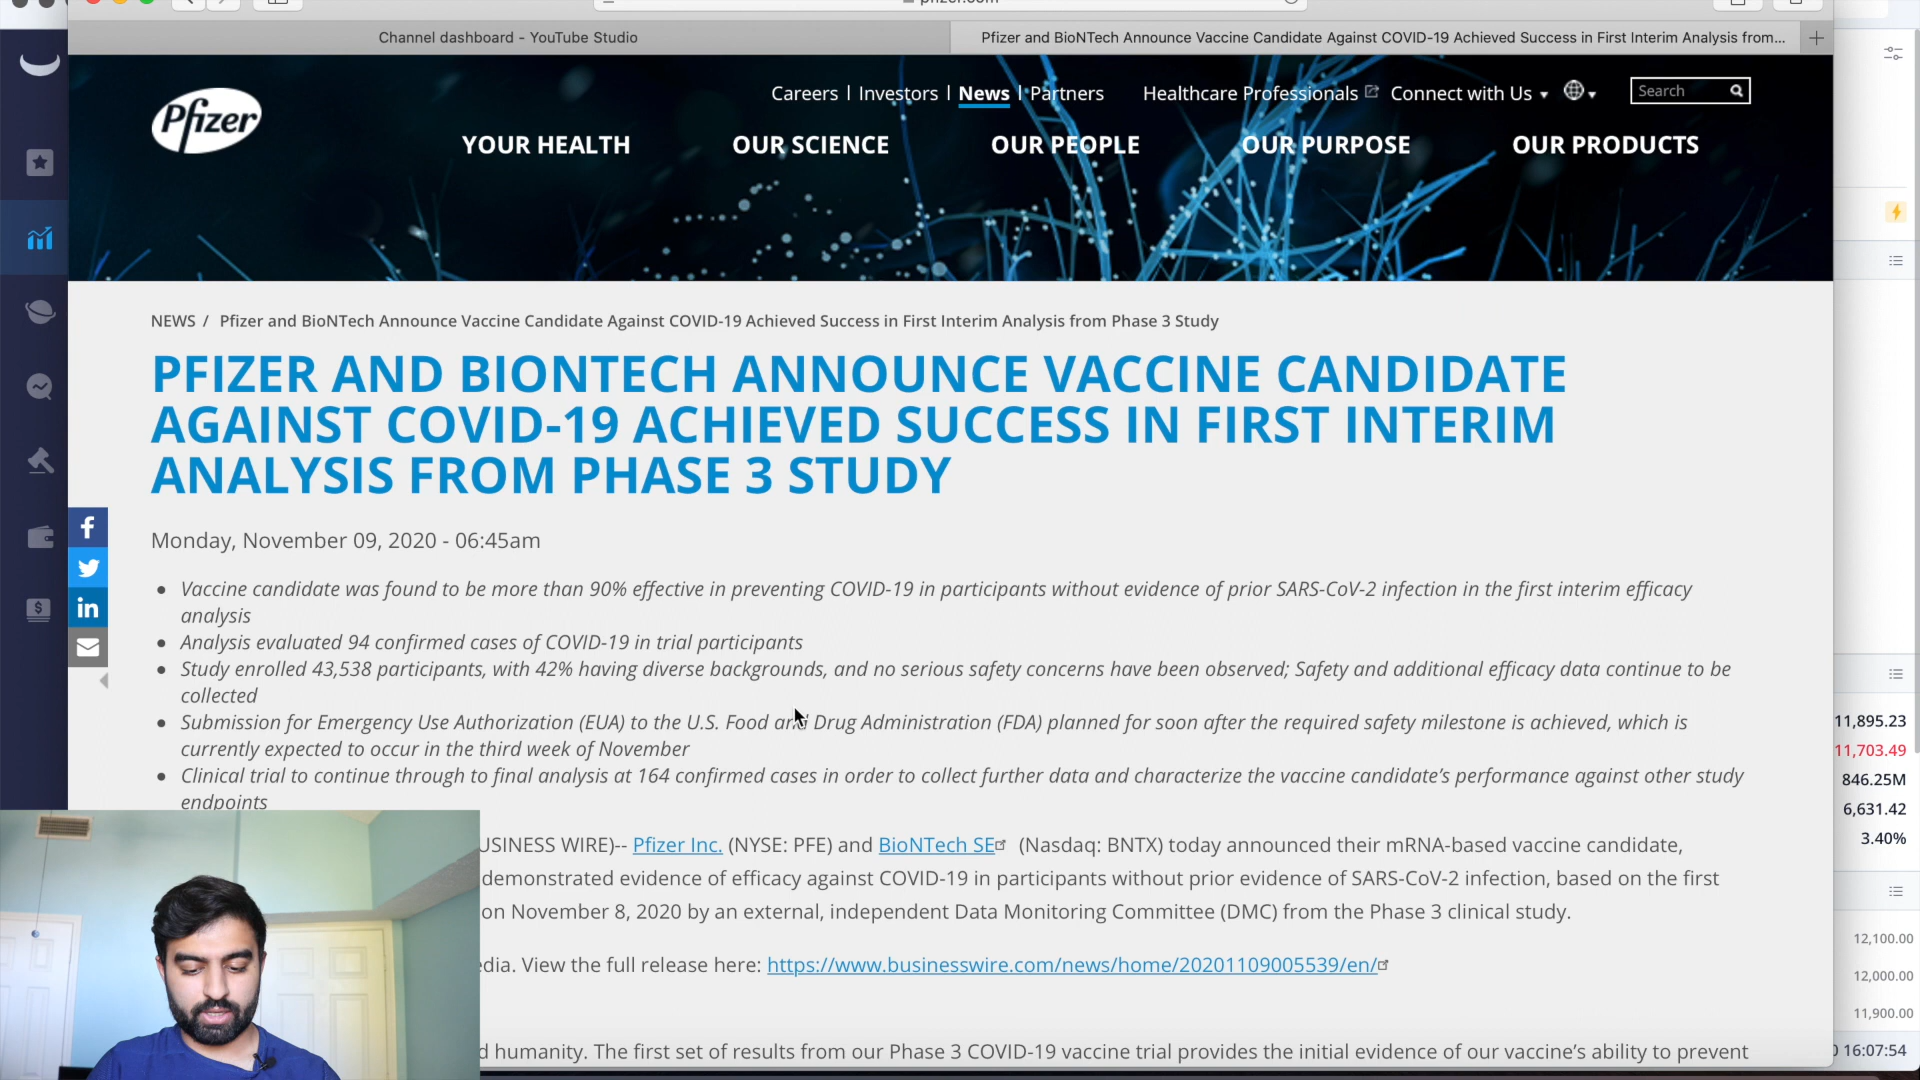 Channel dashboard - YouTube Studio
Pfizer and BioNTech Announce Vaccine Candidate Against COVID-19 Achieved Success in First Interim Analysis from...
Pfizer
Careers | Investors | News | Partners
Healthcare Professionals
Connect with Us
Search
YOUR HEALTH
OUR SCIENCE
OUR PEOPLE
OUR PURPOSE
OUR PRODUCTS
NEWS / Pfizer and BioNTech Announce Vaccine Candidate Against COVID-19 Achieved Success in First Interim Analysis from Phase 3 Study
PFIZER AND BIONTECH ANNOUNCE VACCINE CANDIDATE
AGAINST COVID-19 ACHIEVED SUCCESS IN FIRST INTERIM
ANALYSIS FROM PHASE 3 STUDY
Monday, November 09, 2020 - 06:45am
• Vaccine candidate was found to be more than 90% effective in preventing COVID-19 in participants without evidence of prior SARS-CoV-2 infection in the first interim efficacy
analysis
• Analysis evaluated 94 confirmed cases of COVID-19 in trial participants
• Study enrolled 43,538 participants, with 42% having diverse backgrounds, and no serious safety concerns have been observed; Safety and additional efficacy data continue to be
collected
• Submission for Emergency Use Authorization (EUA) to the U.S. Food and Drug Administration (FDA) planned for soon after the required safety milestone is achieved, which is
currently expected to occur in the third week of November
• Clinical trial to continue through to final analysis at 164 confirmed cases in order to collect further data and characterize the vaccine candidate's performance against other study
endpoints
USINESS WIRE)-- Pfizer Inc. (NYSE: PFE) and BioNTech SE (Nasdaq: BNTX) today announced their mRNA-based vaccine candidate,
demonstrated evidence of efficacy against COVID-19 in participants without prior evidence of SARS-CoV-2 infection, based on the first
on November 8, 2020 by an external, independent Data Monitoring Committee (DMC) from the Phase 3 clinical study.
dia. View the full release here: https://www.businesswire.com/news/home/20201109005539/en/
d humanity. The first set of results from our Phase 3 COVID-19 vaccine trial provides the initial evidence of our vaccine's ability to prevent
11,895.23
11,703.49
846.25M
6,631.42
3.40%
12,100.00
12,000.00
11,900.00
16:07:54